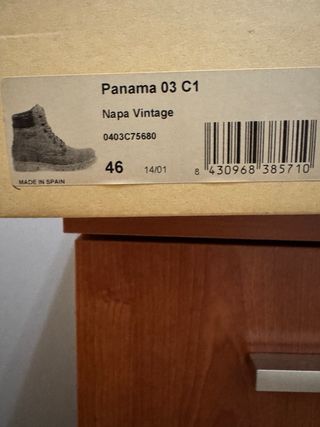 Panama 03 C1
Napa Vintage
0403C75680
46 14/01
MADE IN SPAIN
8 430968 385710